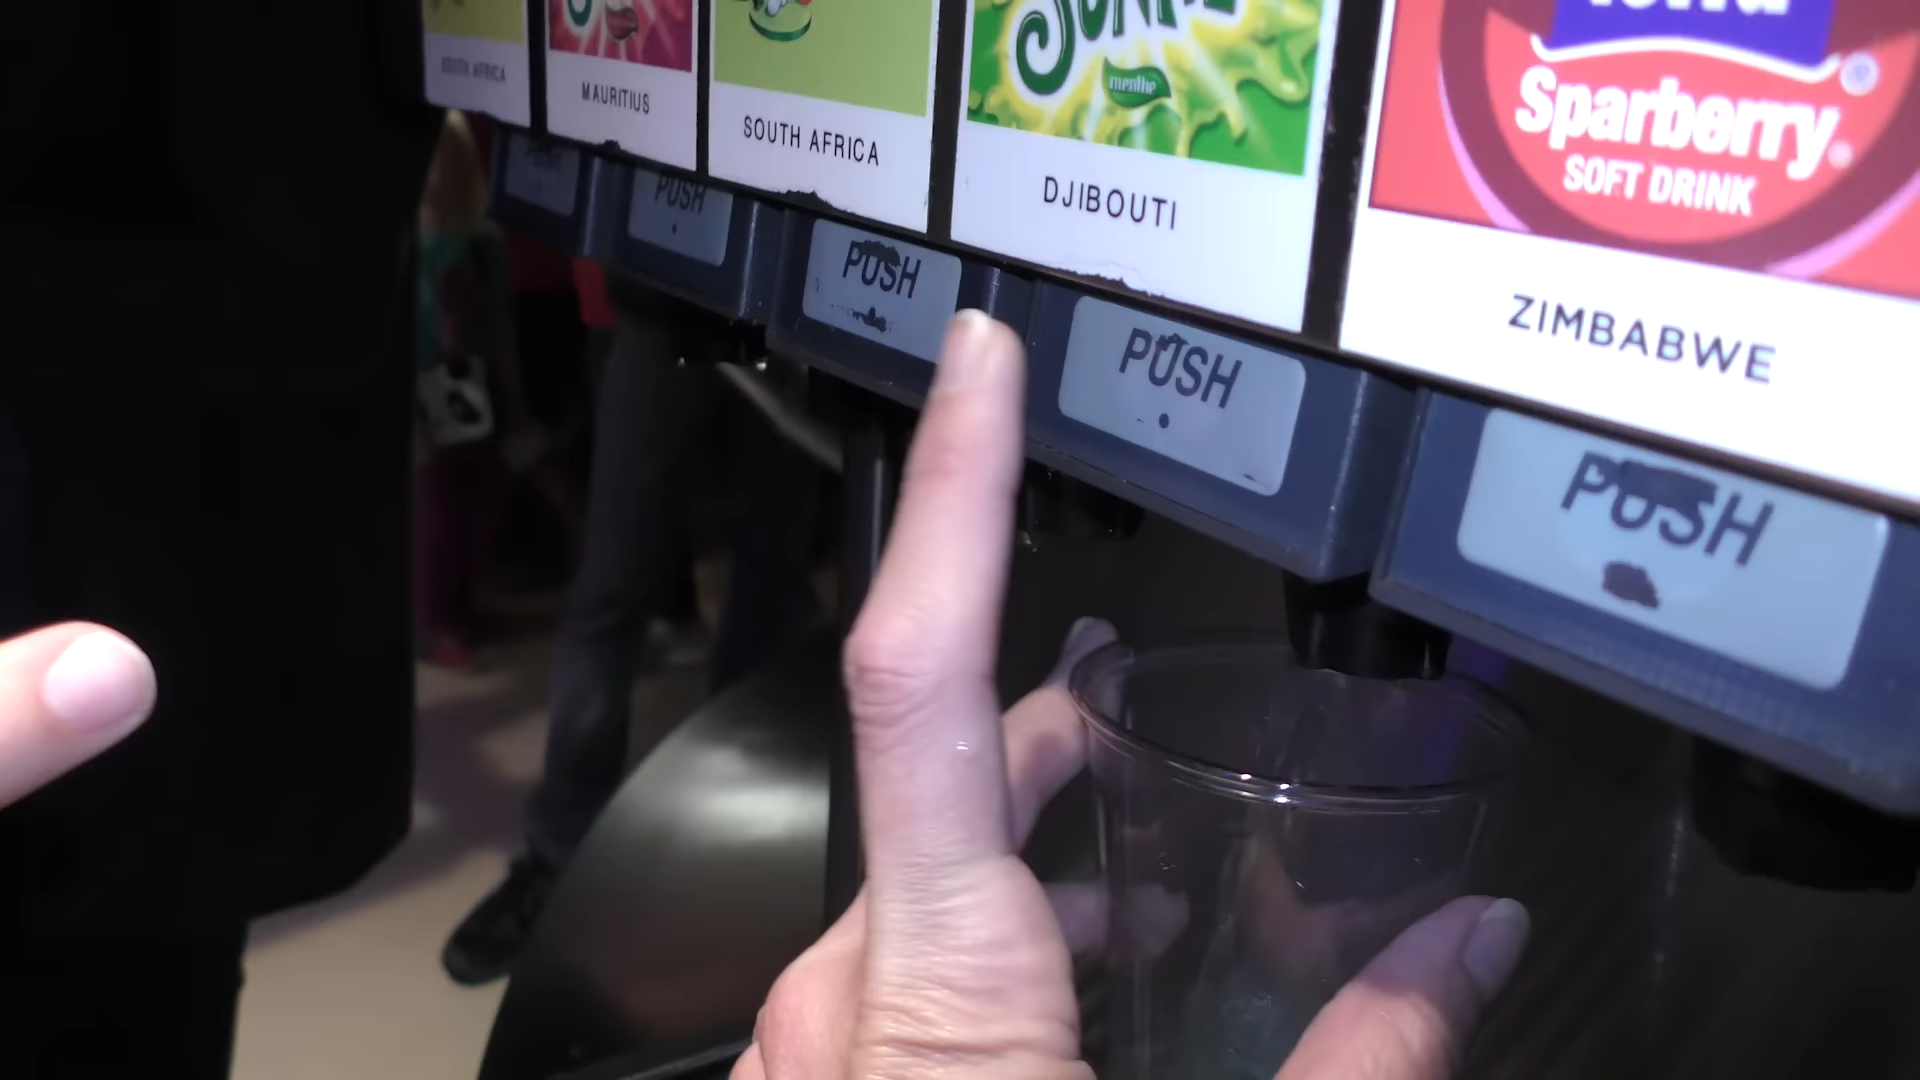 SOUTH AFRICA
MAURITIUS
SOUTH AFRICA
menthe
DJIBOUTI
Sparberry
SOFT DRINK
ZIMBABWE
PUSH
PUSH
PUSH
PUSH
PUSH